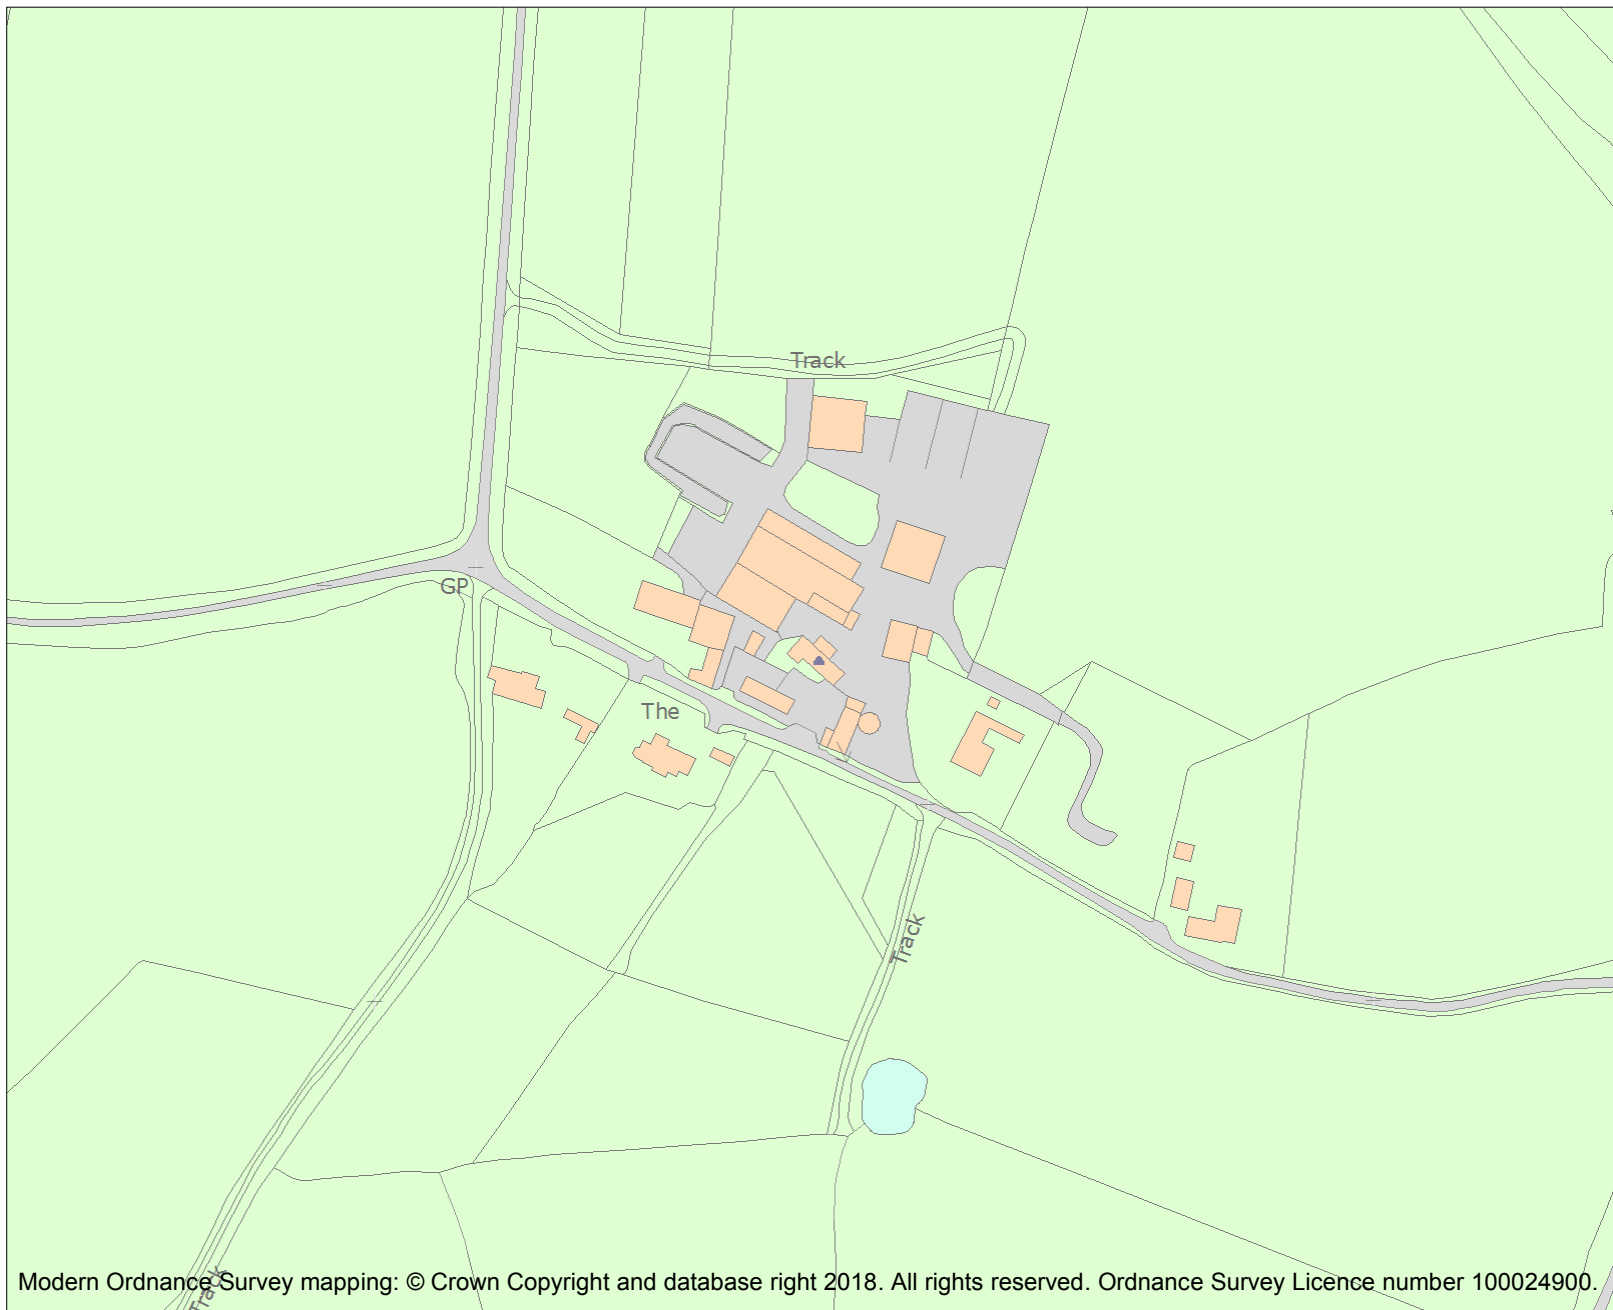 Track
GP
The
Track
Track
Modern Ordnance Survey mapping: © Crown Copyright and database right 2018. All rights reserved. Ordnance Survey Licence number 100024900.